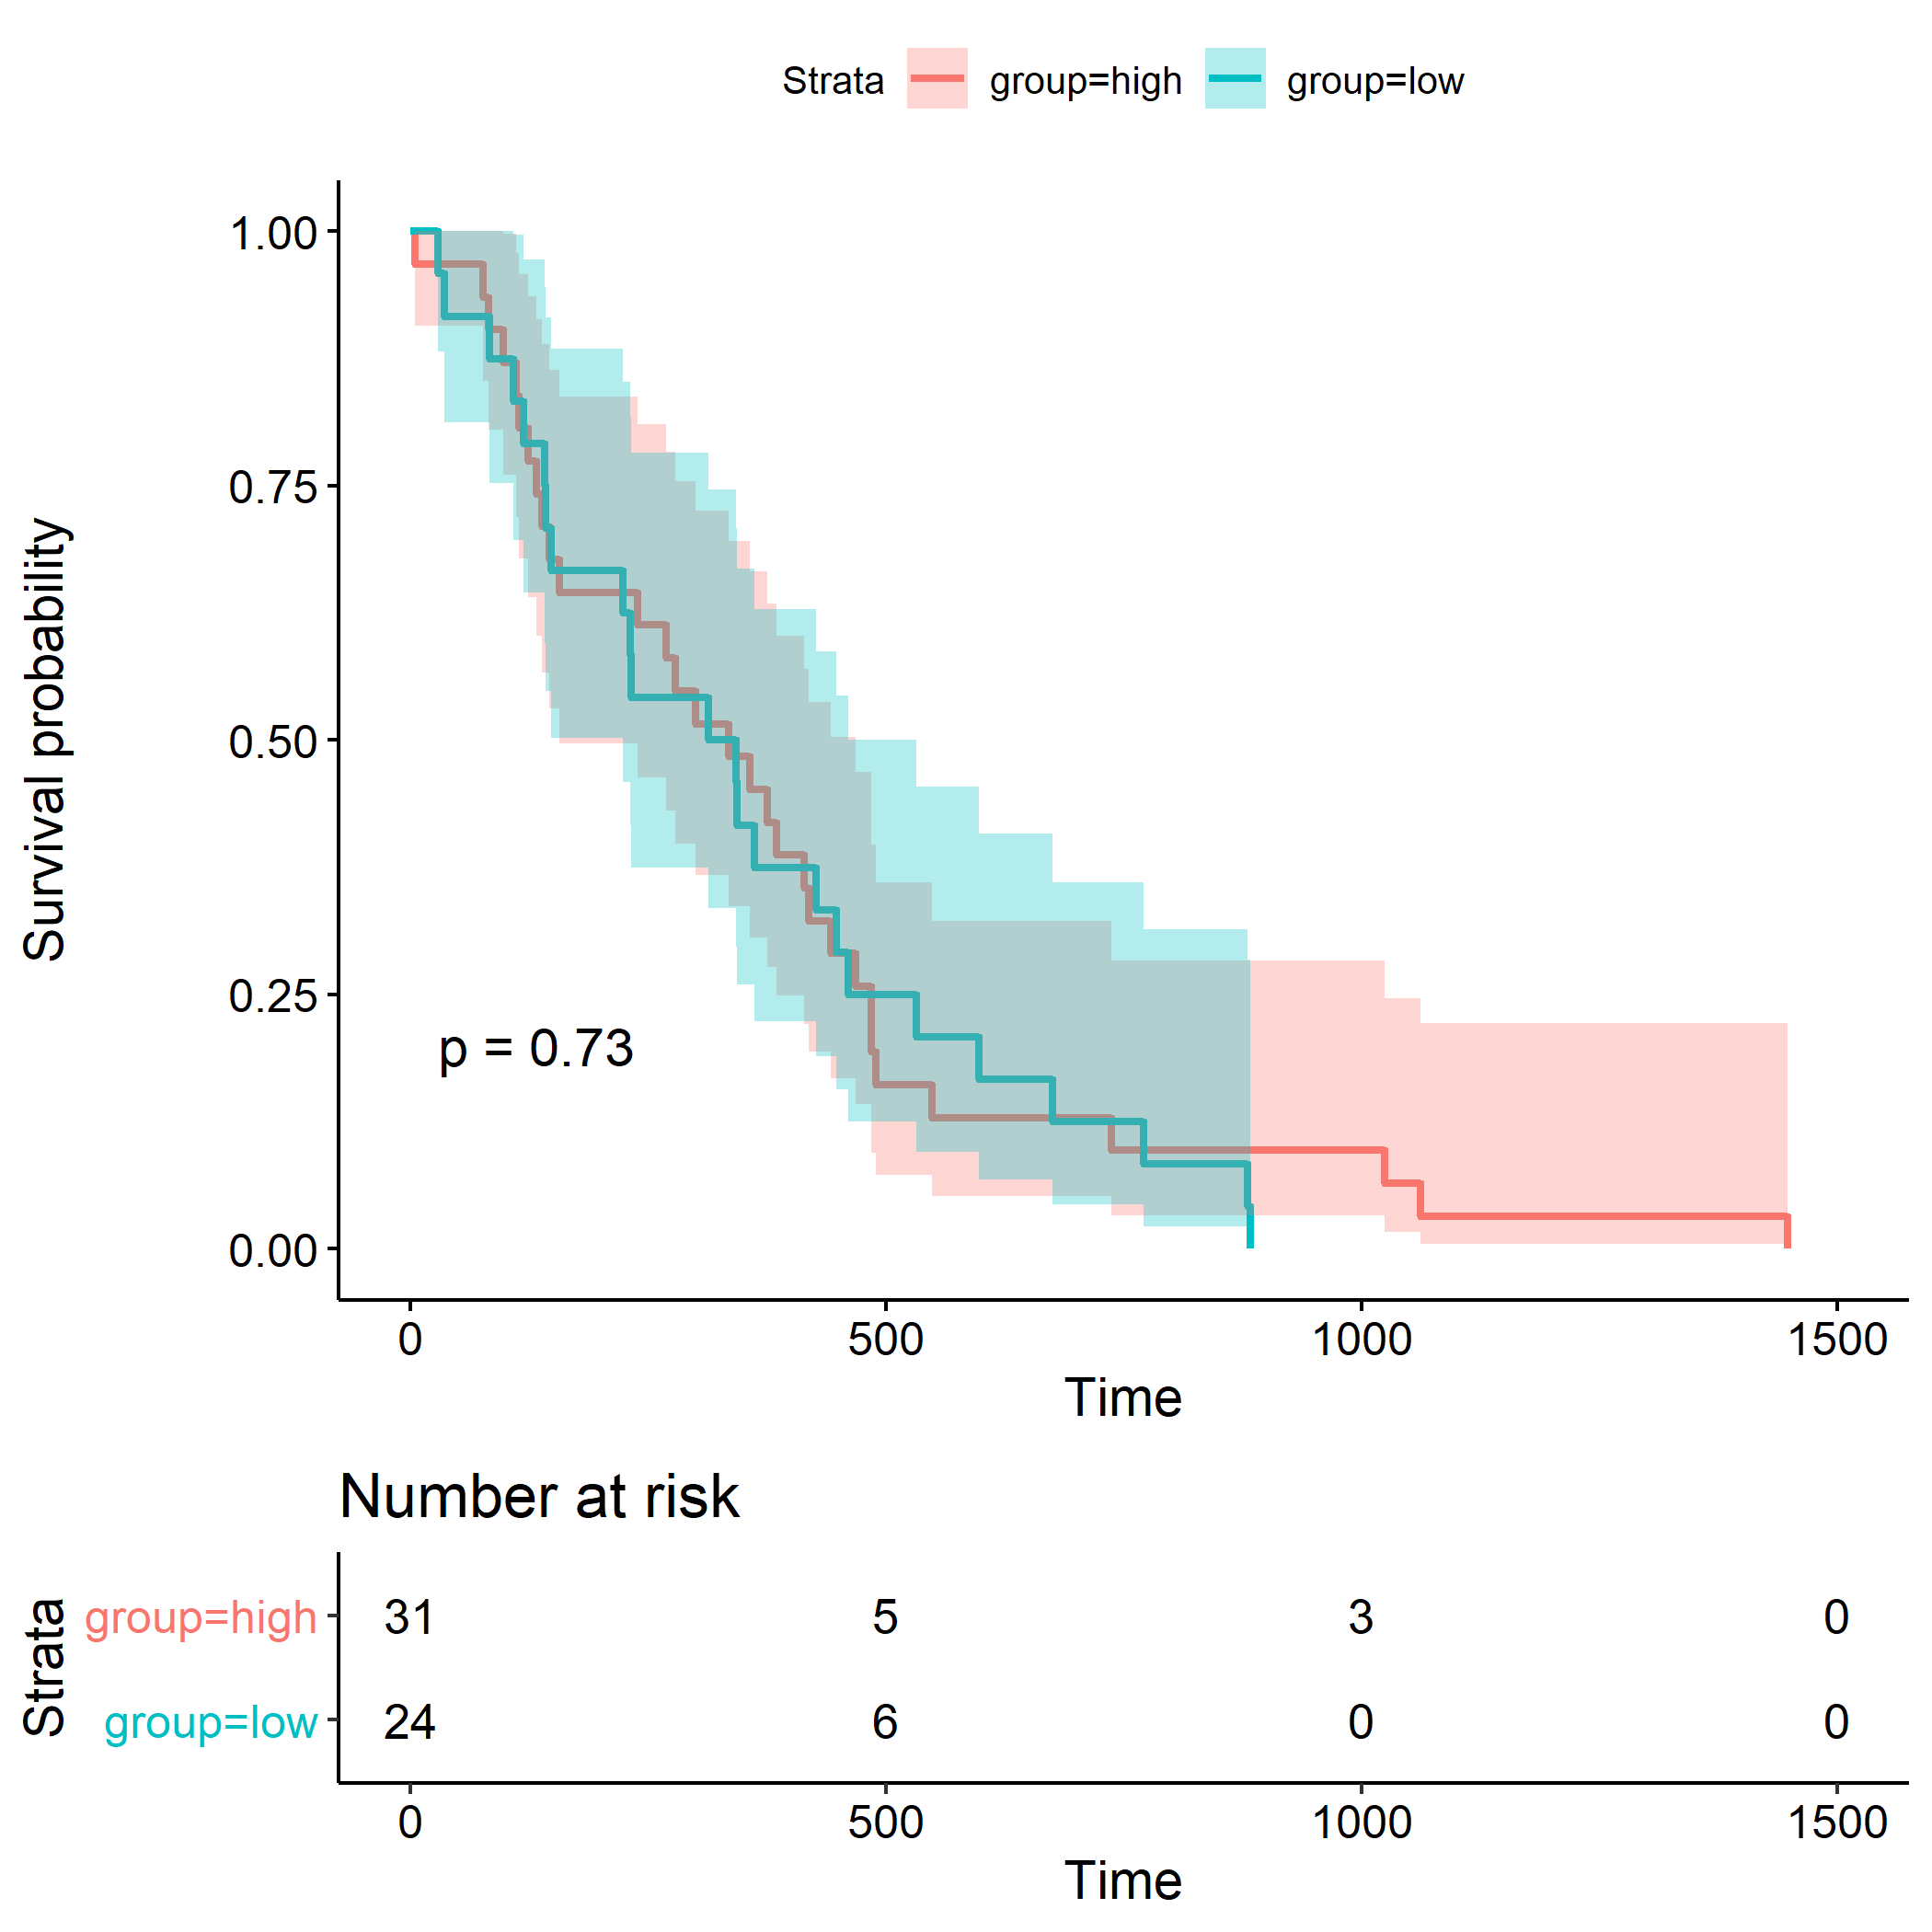 Strata group=high group=low
1.00
0.75
0.50
0.25
0.00
Survival probability
p = 0.73
0 500 1000 1500
Time
Number at risk
Strata
group=high 31 5 3 0
group=low 24 6 0 0
0 500 1000 1500
Time